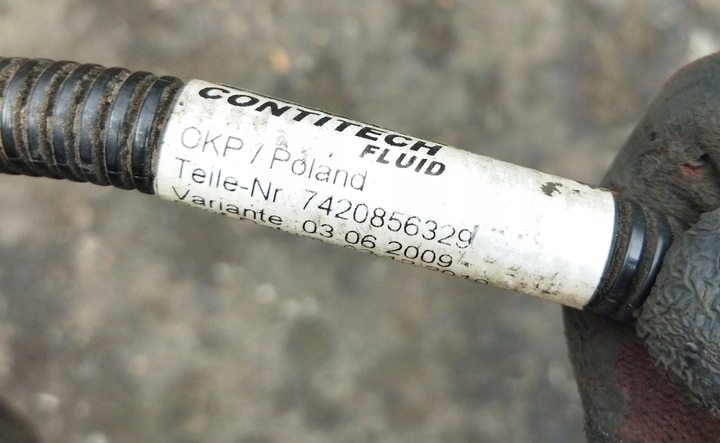 CONTITECH
FLUID
CKP / Poland
Teile-Nr 7420856329
Variante 03.06.2009